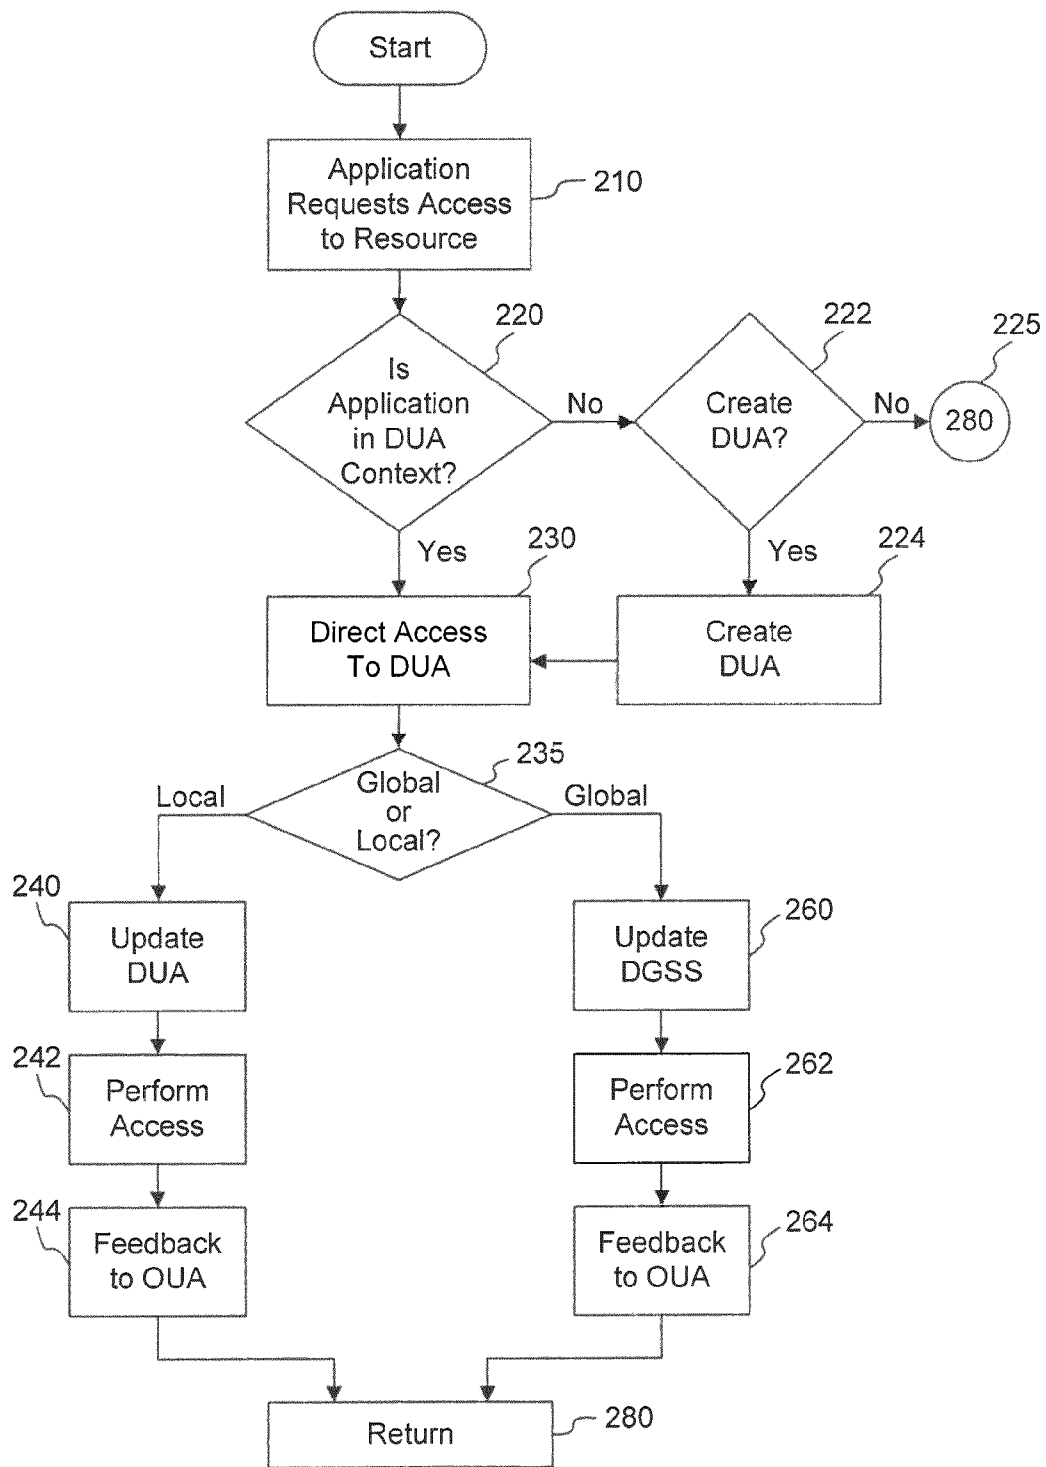 Start
Application
Requests Access
to Resource
210
220
222
225
Is
Application
in DUA
Context?
No
Create
DUA?
No
280
Yes
230
Yes
224
Direct Access
To DUA
Create
DUA
235
Local
Global
or
Local?
Global
240
Update
DUA
260
Update
DGSS
242
Perform
Access
262
Perform
Access
244
Feedback
to OUA
264
Feedback
to OUA
Return
280